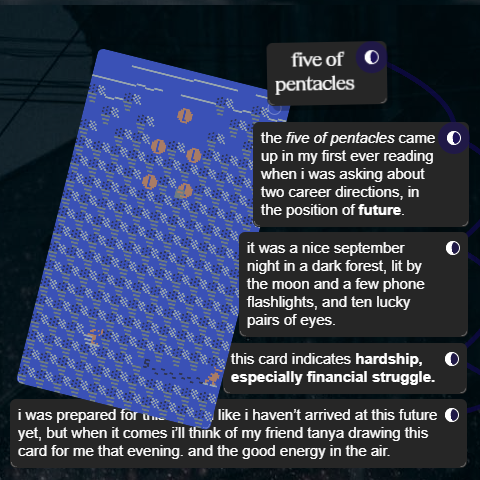 five of
pentacles
the five of pentacles came
up in my first ever reading
when i was asking about
two career directions, in
the position of future.
it was a nice september
night in a dark forest, lit by
the moon and a few phone
flashlights, and ten lucky
pairs of eyes.
this card indicates hardship,
especially financial struggle.
i was prepared for this like i haven't arrived at this future
yet, but when it comes i'll think of my friend tanya drawing this
card for me that evening. and the good energy in the air.